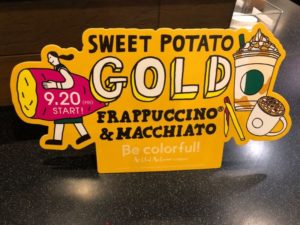 SWEET POTATO
GOLD
9.20
START!
FRAPPUCCINO®
& MACCHIATO
Be colorful!